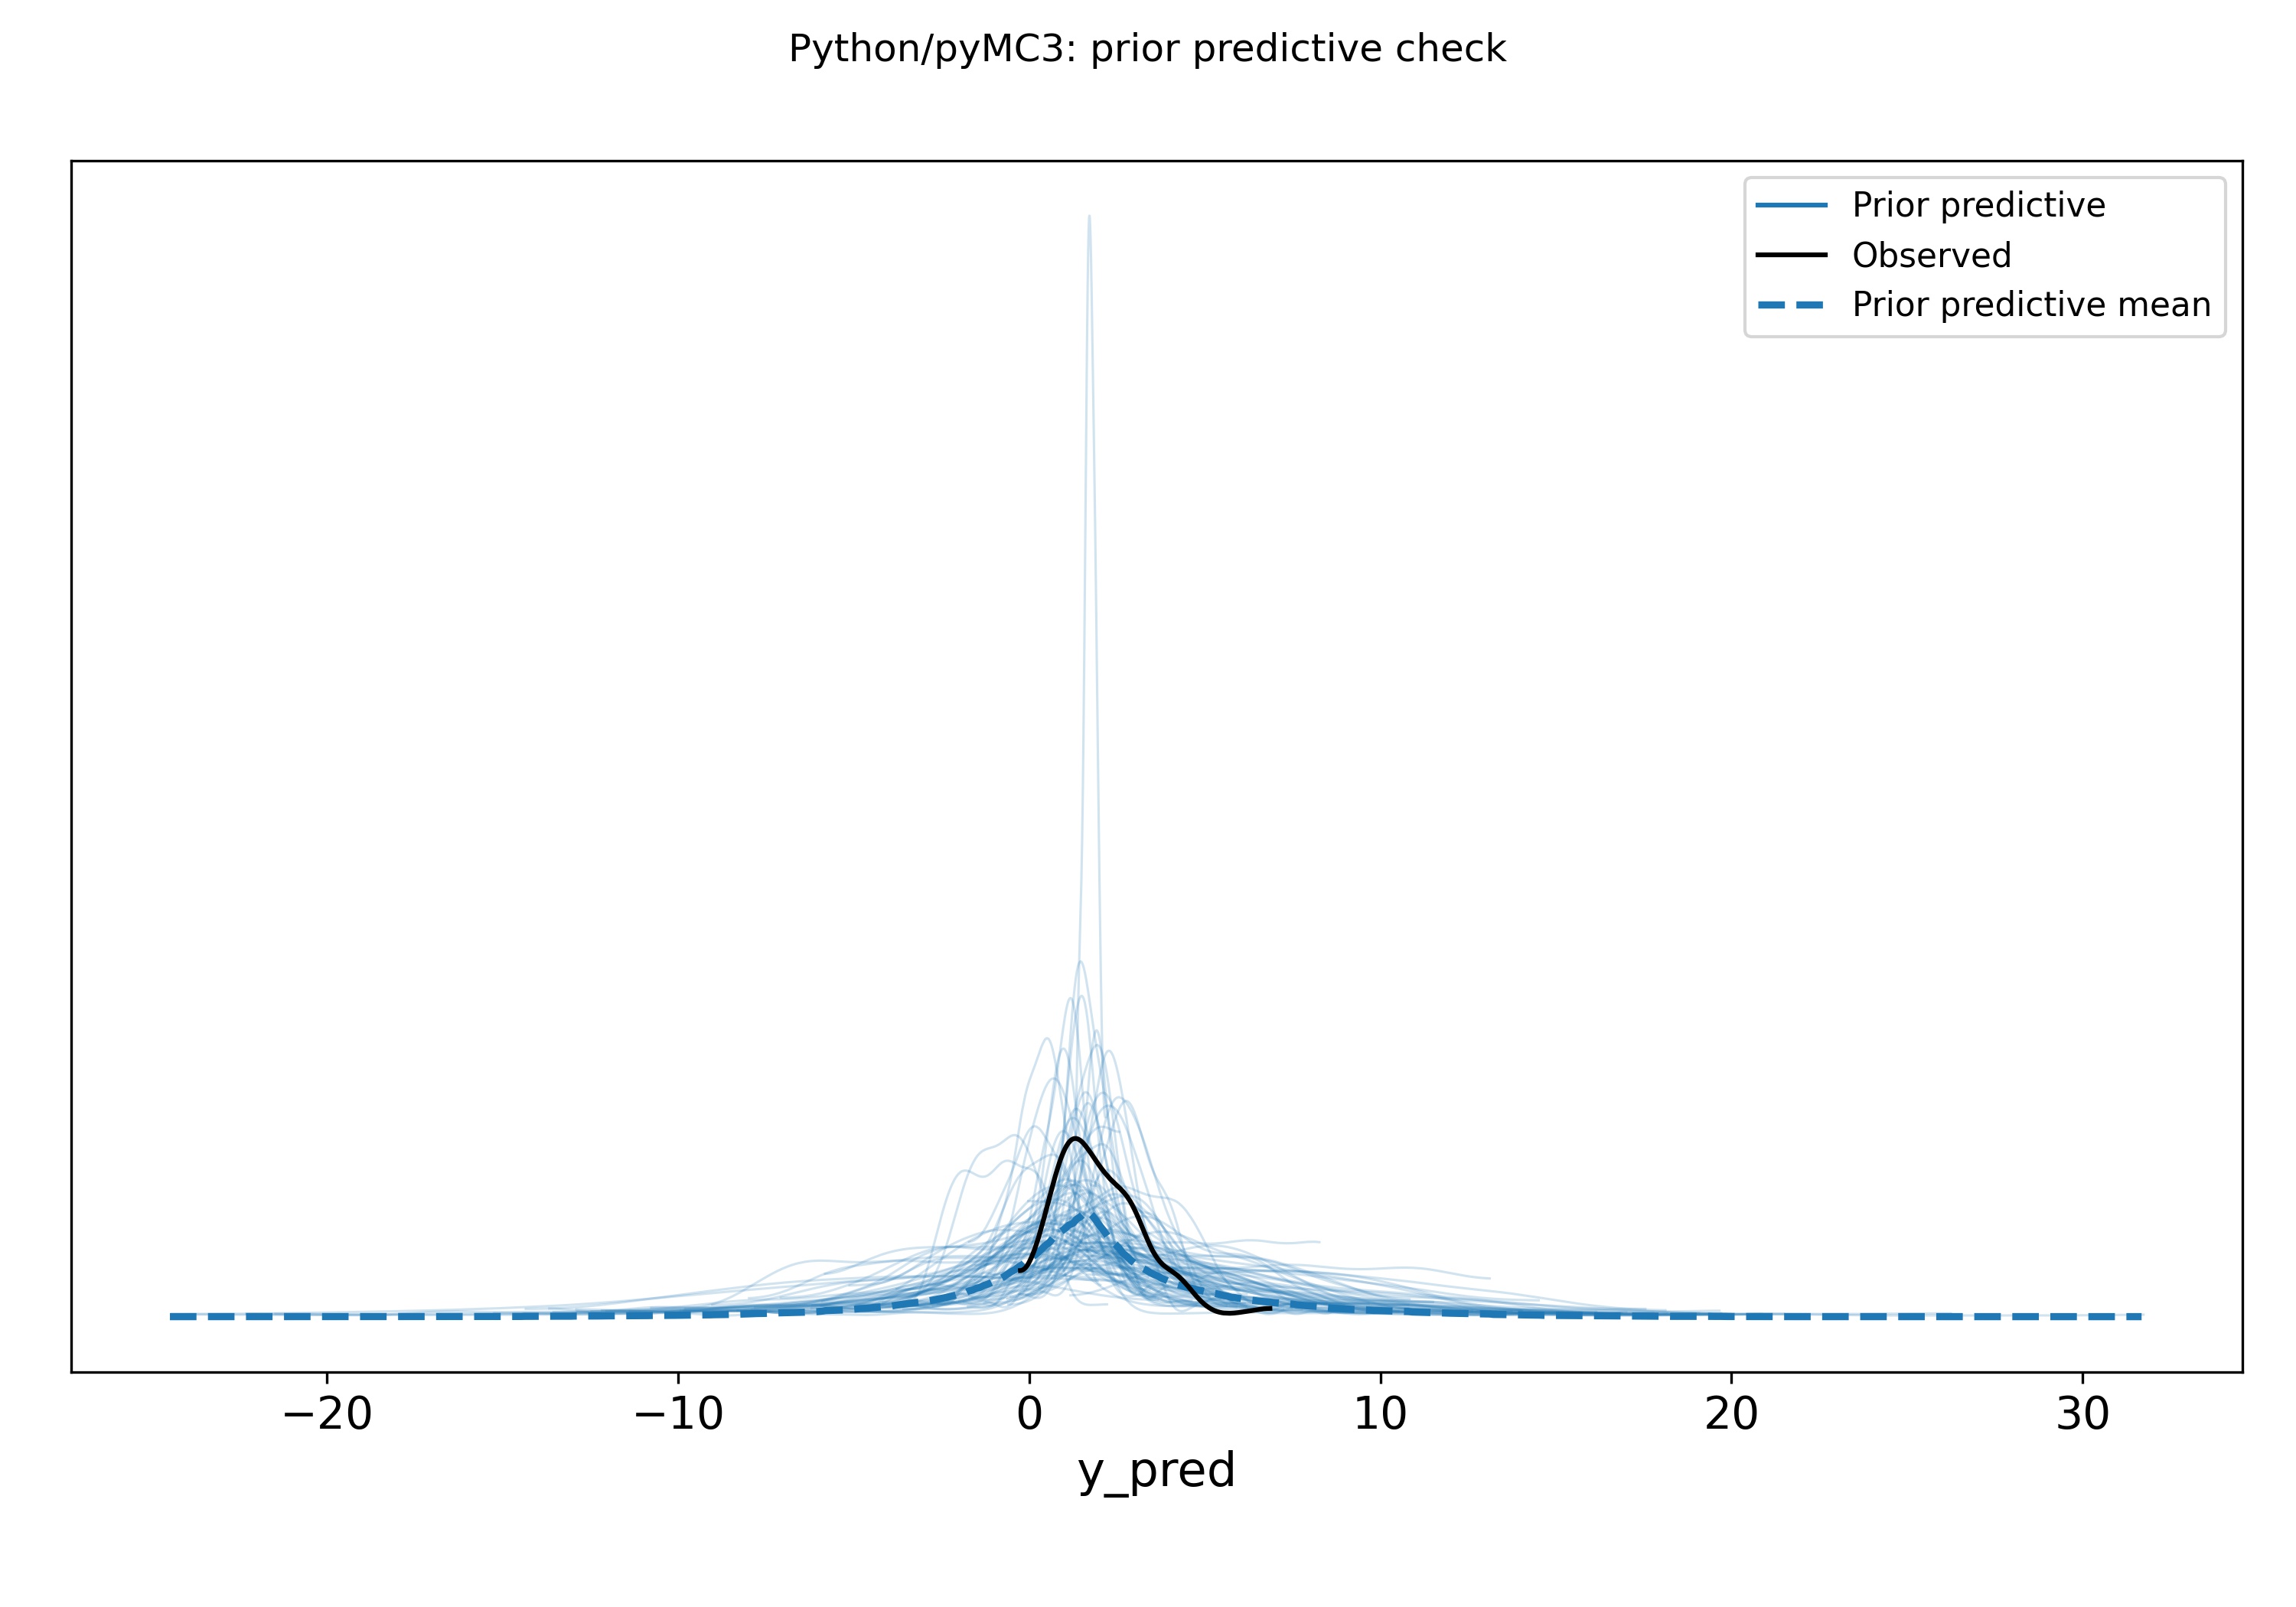 Python/pyMC3: prior predictive check
Prior predictive
Observed
Prior predictive mean
−20 −10 0 10 20 30
y_pred